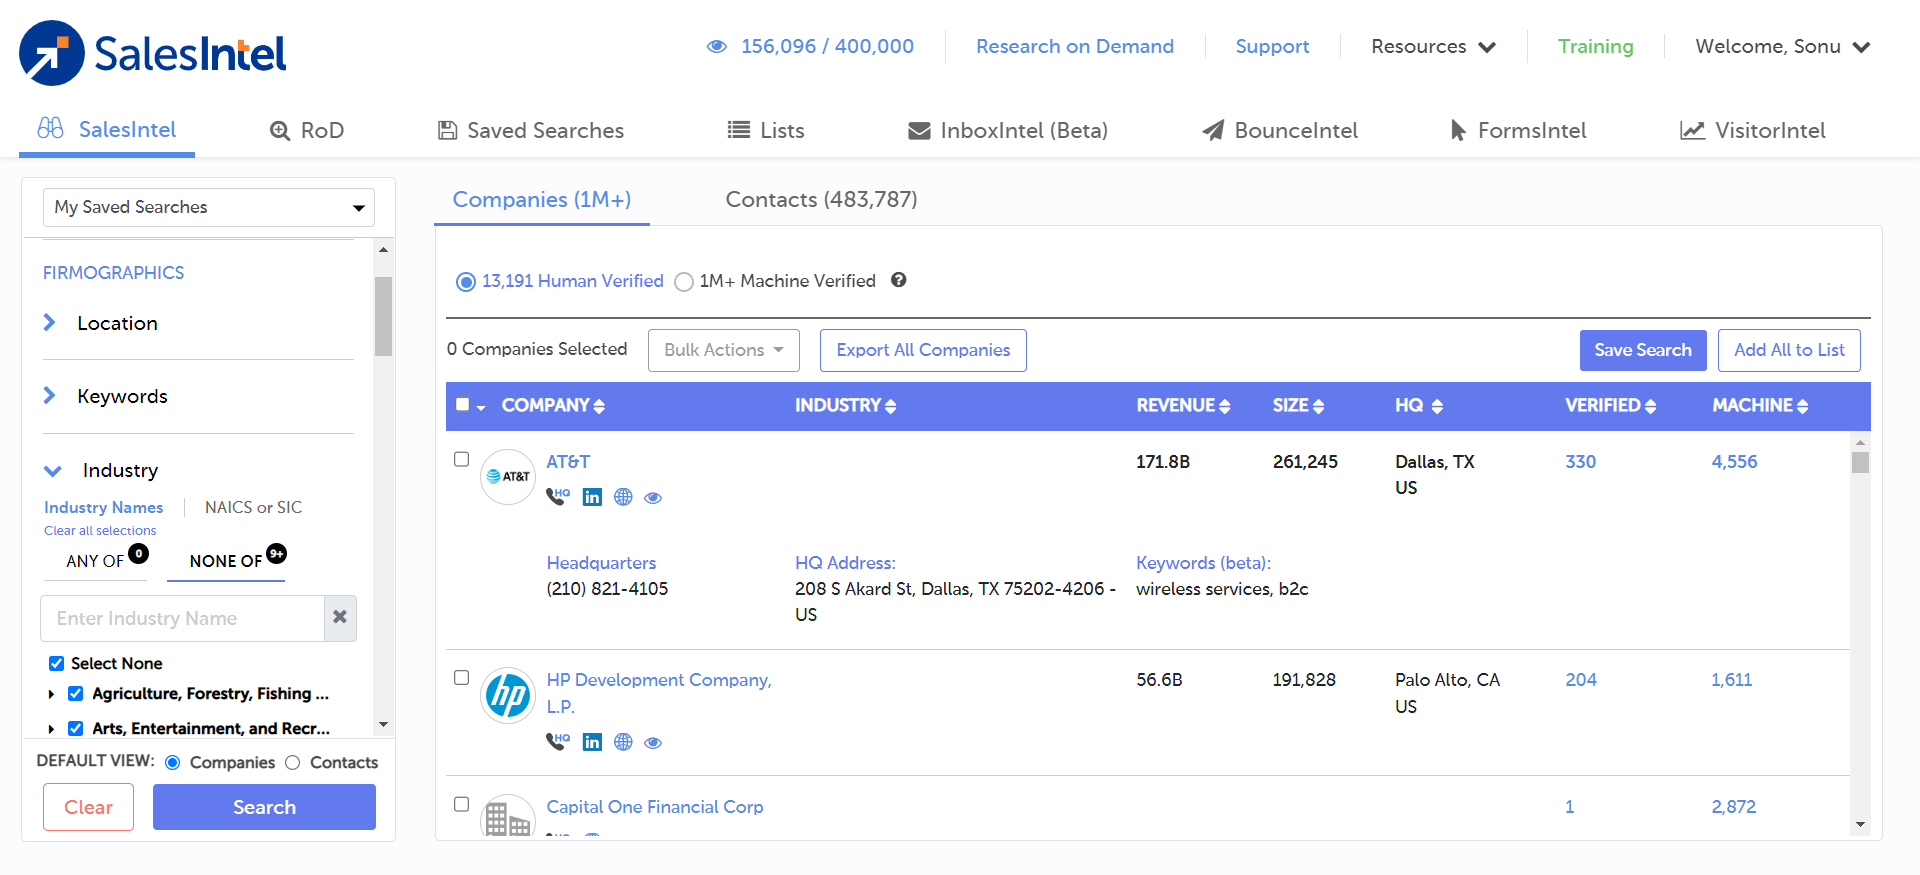 SalesIntel
156,096 / 400,000
Research on Demand
Support
Resources
Training
Welcome, Sonu
SalesIntel
RoD
Saved Searches
Lists
InboxIntel (Beta)
BounceIntel
FormsIntel
VisitorIntel
My Saved Searches
FIRMOGRAPHICS
Location
Keywords
Industry
Industry Names
NAICS or SIC
Clear all selections
ANY OF 0
NONE OF 9+
Enter Industry Name
Select None
Agriculture, Forestry, Fishing ...
Arts, Entertainment, and Recr...
DEFAULT VIEW: Companies Contacts
Clear
Search
Companies (1M+)
Contacts (483,787)
13,191 Human Verified
1M+ Machine Verified
0 Companies Selected
Bulk Actions
Export All Companies
Save Search
Add All to List
COMPANY INDUSTRY REVENUE SIZE HQ VERIFIED MACHINE
AT&T
AT&T 171.8B 261,245 Dallas, TX 330 4,556
US
HQ
in
Headquarters HQ Address: Keywords (beta):
(210) 821-4105 208 S Akard St, Dallas, TX 75202-4206 - wireless services, b2c
US
hp
HP Development Company, 56.6B 191,828 Palo Alto, CA 204 1,611
L.P. US
HQ
in
Capital One Financial Corp 1 2,872